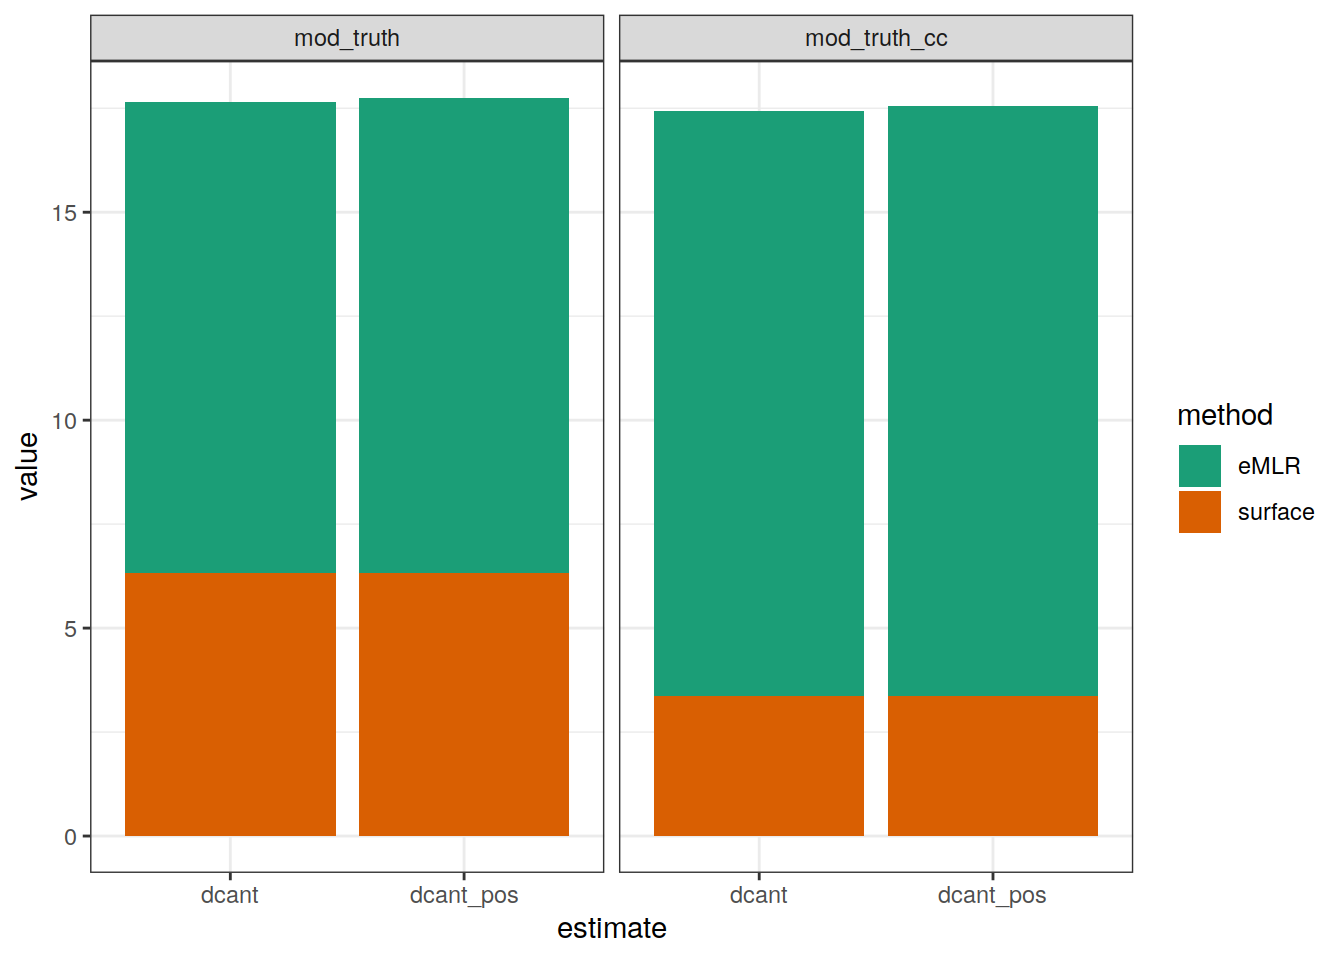 mod_truth
mod_truth_cc
value
15
10
5
0
dcant
dcant_pos
dcant
dcant_pos
estimate
method
eMLR
surface